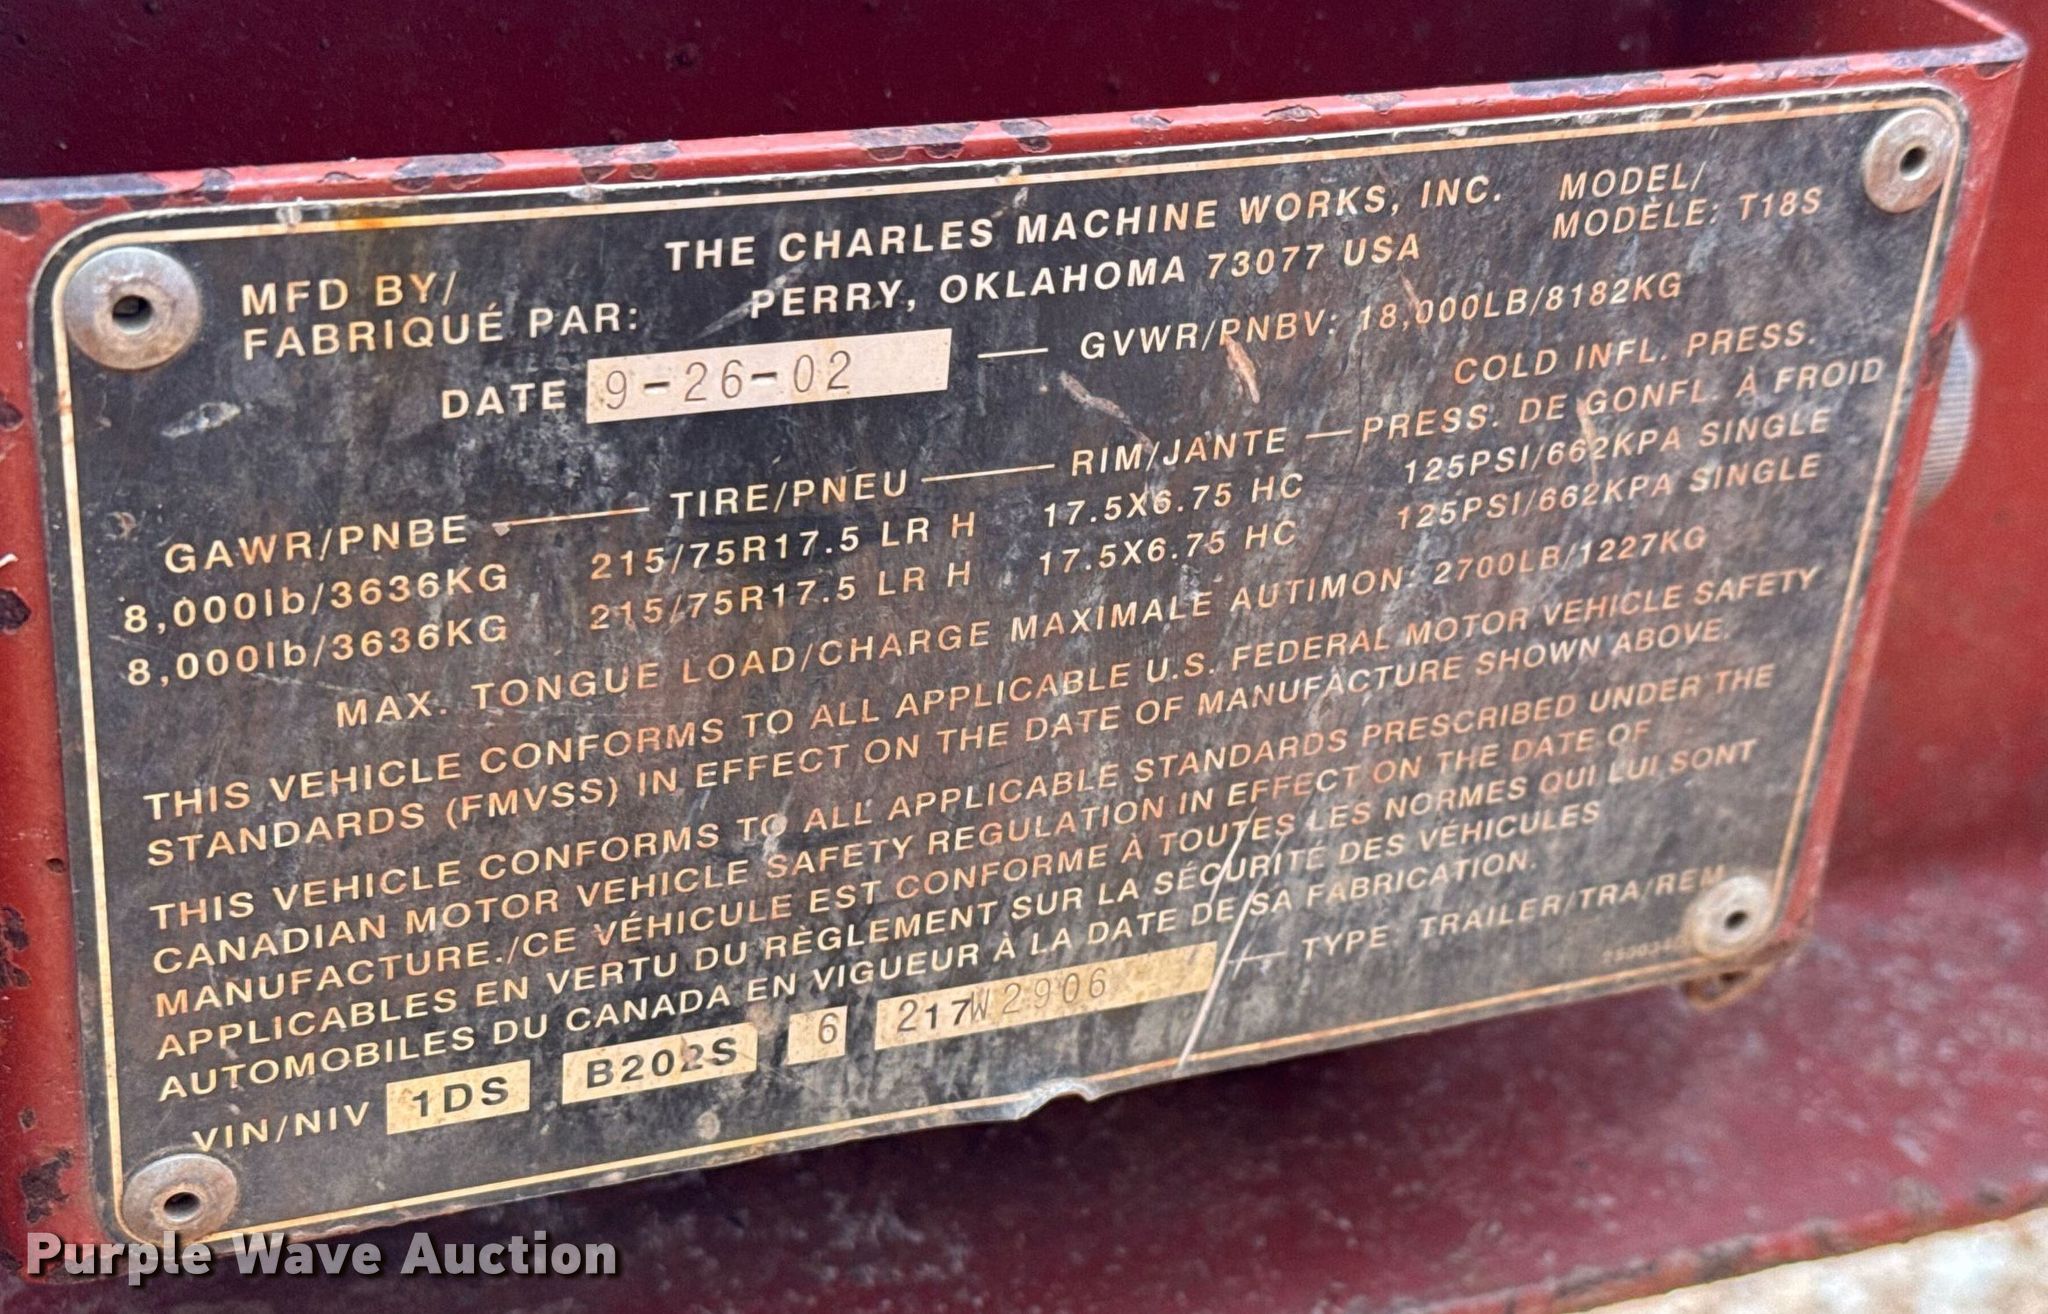 THE CHARLES MACHINE WORKS, INC.
PERRY, OKLAHOMA 73077 USA
MODEL/
MODÈLE: T18S
MFD BY/
FABRIQUÉ PAR:
DATE 9-26-02 — GVWR/PNBV: 18,000LB/8182KG
COLD INFL. PRESS.
GAWR/PNBE — TIRE/PNEU — RIM/JANTE — PRESS. DE GONFL. À FROID
8,000lb/3636KG 215/75R17.5 LR H 17.5X6.75 HC 125PSI/662KPA SINGLE
8,000lb/3636KG 215/75R17.5 LR H 17.5X6.75 HC 125PSI/662KPA SINGLE
MAX. TONGUE LOAD/CHARGE MAXIMALE AUTIMON: 2700LB/1227KG
THIS VEHICLE CONFORMS TO ALL APPLICABLE U.S. FEDERAL MOTOR VEHICLE SAFETY
STANDARDS (FMVSS) IN EFFECT ON THE DATE OF MANUFACTURE SHOWN ABOVE.
THIS VEHICLE CONFORMS TO ALL APPLICABLE STANDARDS PRESCRIBED UNDER THE
CANADIAN MOTOR VEHICLE SAFETY REGULATION IN EFFECT ON THE DATE OF
MANUFACTURE./CE VÉHICULE EST CONFORME À TOUTES LES NORMES QUI LUI SONT
APPLICABLES EN VERTU DU RÈGLEMENT SUR LA SÉCURITÉ DES VÉHICULES
AUTOMOBILES DU CANADA EN VIGUEUR À LA DATE DE SA FABRICATION.
VIN/NIV 1DS B202S 6 217W2906 — TYPE: TRAILER/TRA/REM
Purple Wave Auction